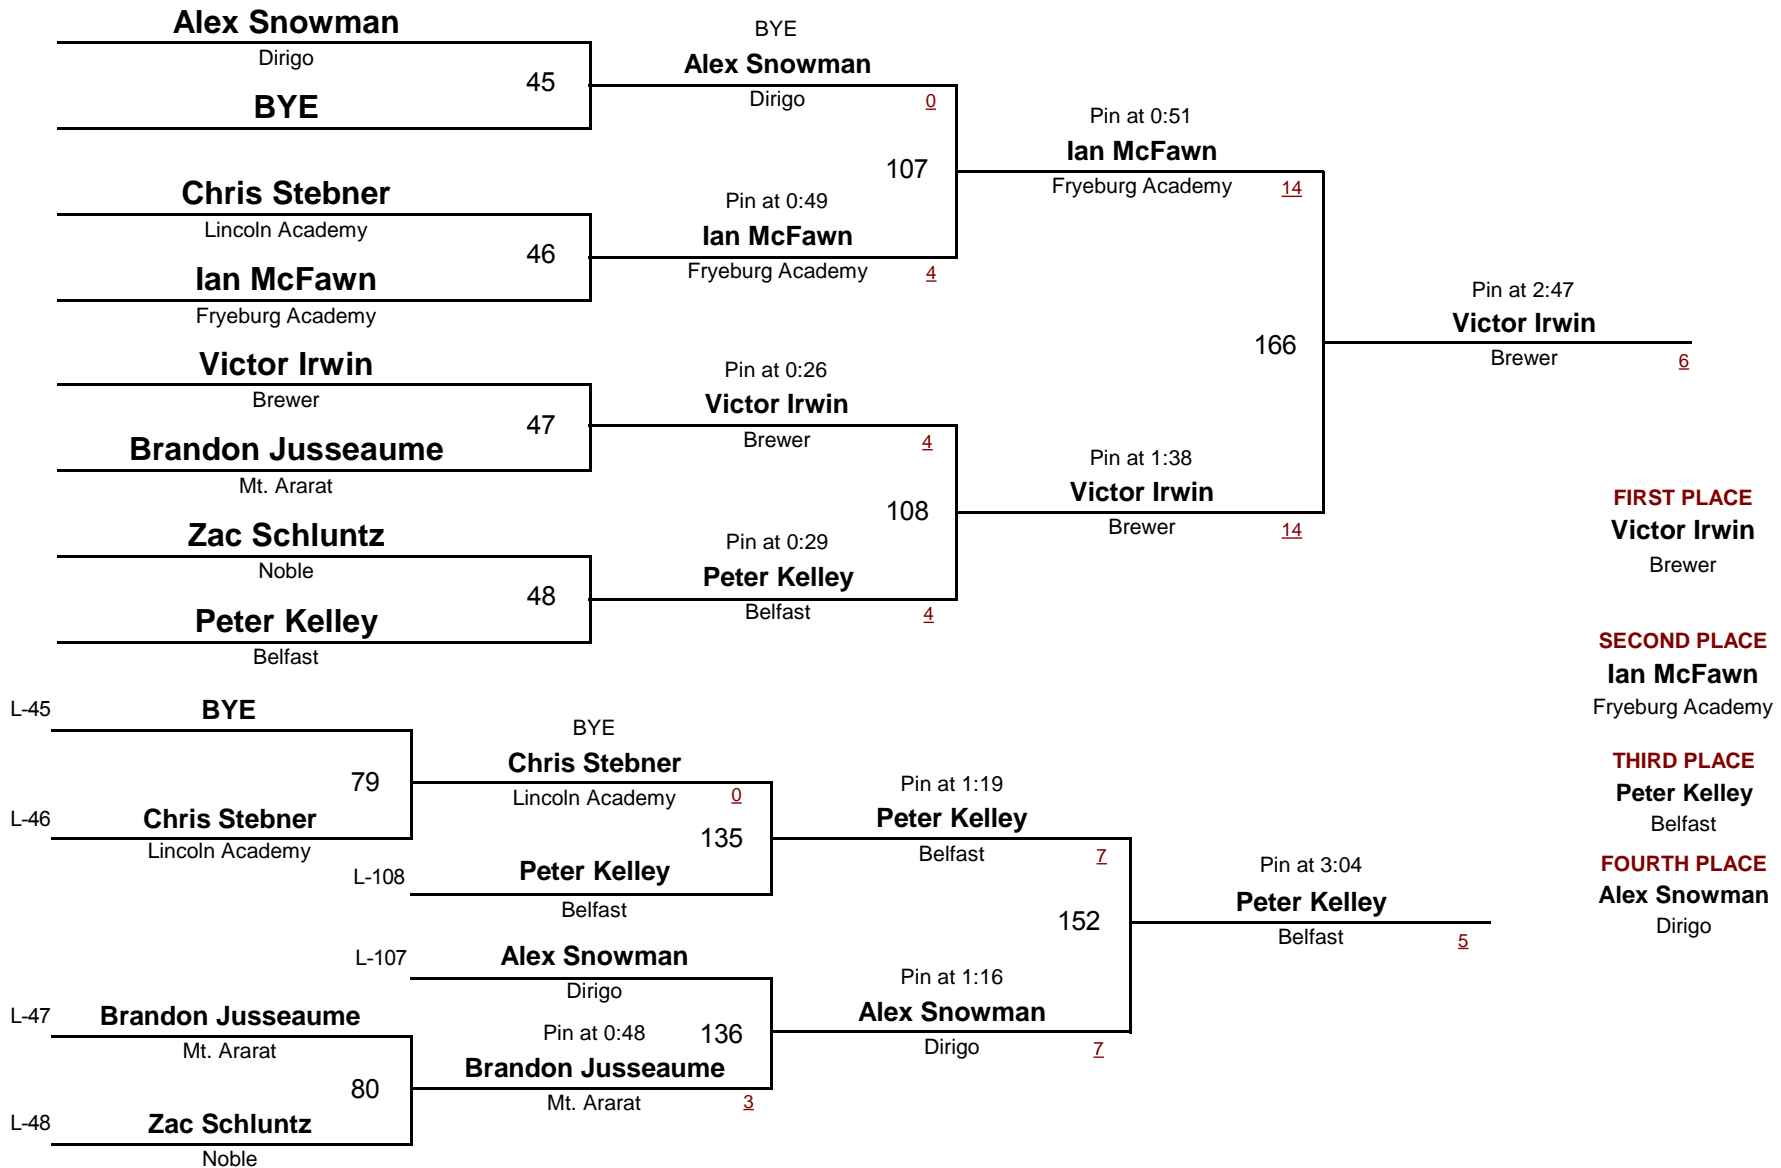 Alex Snowman
Dirigo
45
BYE
Chris Stebner
Lincoln Academy
46
Ian McFawn
Fryeburg Academy
Victor Irwin
Brewer
47
Brandon Jusseaume
Mt. Ararat
Zac Schluntz
Noble
48
Peter Kelley
Belfast
BYE
Alex Snowman
Dirigo
0
107
Pin at 0:49
Ian McFawn
Fryeburg Academy
4
Pin at 0:26
Victor Irwin
Brewer
4
108
Pin at 0:29
Peter Kelley
Belfast
4
Pin at 0:51
Ian McFawn
Fryeburg Academy
14
166
Pin at 1:38
Victor Irwin
Brewer
14
Pin at 2:47
Victor Irwin
Brewer
6
FIRST PLACE
Victor Irwin
Brewer
SECOND PLACE
Ian McFawn
Fryeburg Academy
THIRD PLACE
Peter Kelley
Belfast
FOURTH PLACE
Alex Snowman
Dirigo
L-45
BYE
79
L-46
Chris Stebner
Lincoln Academy
BYE
Chris Stebner
Lincoln Academy
0
135
L-108
Peter Kelley
Belfast
L-107
Alex Snowman
Dirigo
L-47
Brandon Jusseaume
Mt. Ararat
80
L-48
Zac Schluntz
Noble
Pin at 0:48
136
Brandon Jusseaume
Mt. Ararat
3
Pin at 1:19
Peter Kelley
Belfast
7
152
Pin at 1:16
Alex Snowman
Dirigo
7
Pin at 3:04
Peter Kelley
Belfast
5